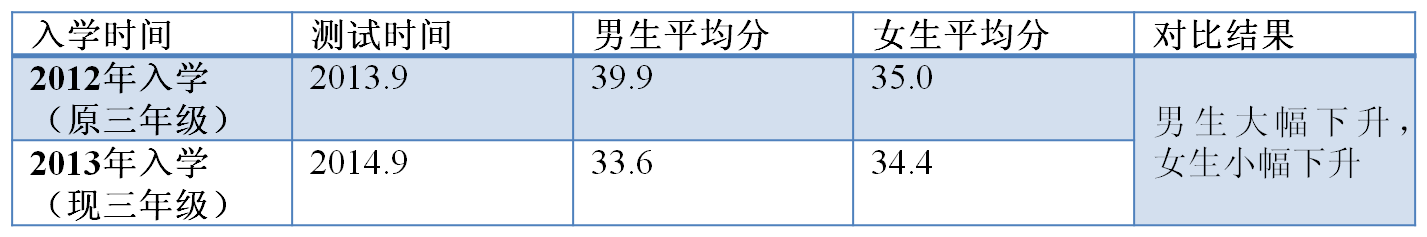 入学时间 测试时间 男生平均分 女生平均分 对比结果
2012年入学 2013.9 39.9 35.0
（原三年级）
男生大幅下升，
2013年入学 2014.9 33.6 34.4
女生小幅下升
（现三年级）